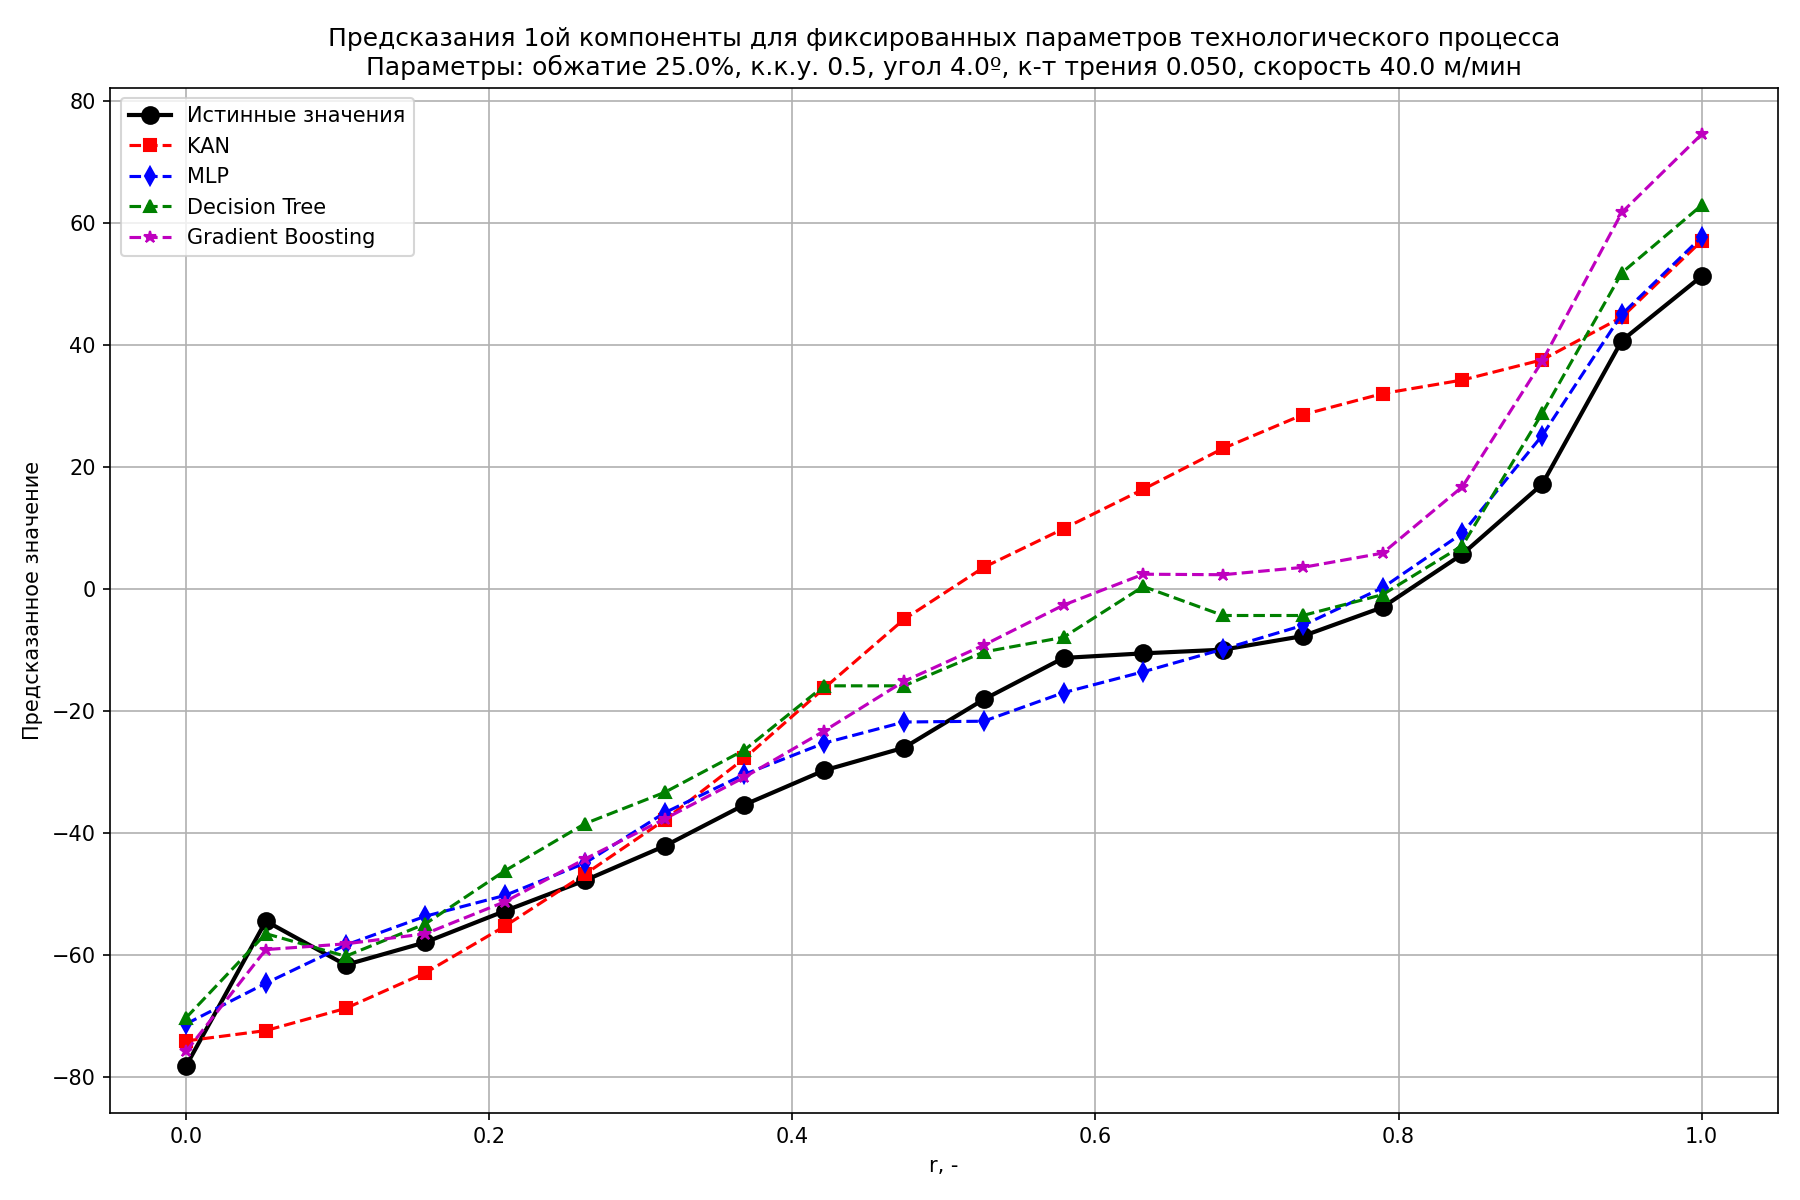 Предсказания 1ой компоненты для фиксированных параметров технологического процесса
Параметры: обжатие 25.0%, к.к.у. 0.5, угол 4.0º, к-т трения 0.050, скорость 40.0 м/мин
Истинные значения
KAN
MLP
Decision Tree
Gradient Boosting
Предсказанное значение
80
60
40
20
0
−20
−40
−60
−80
0.0
0.2
0.4
0.6
0.8
1.0
r, -